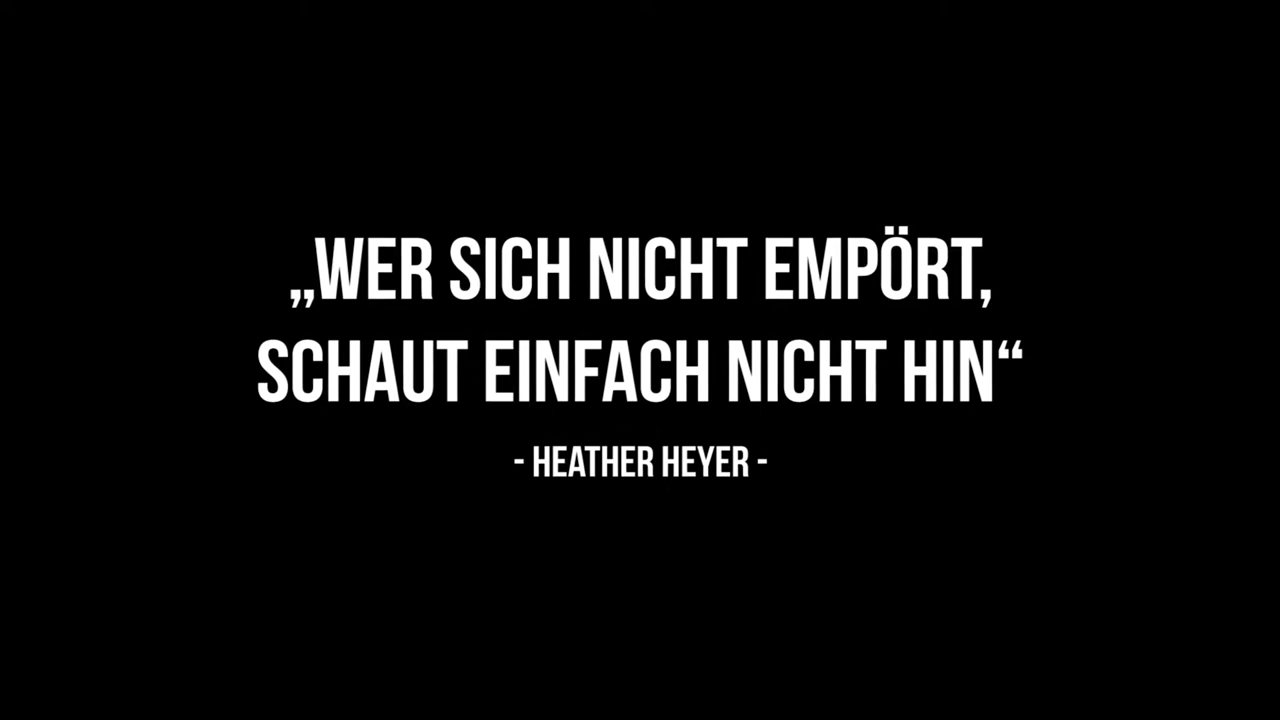 „WER SICH NICHT EMPÖRT,
SCHAUT EINFACH NICHT HIN“
- HEATHER HEYER -